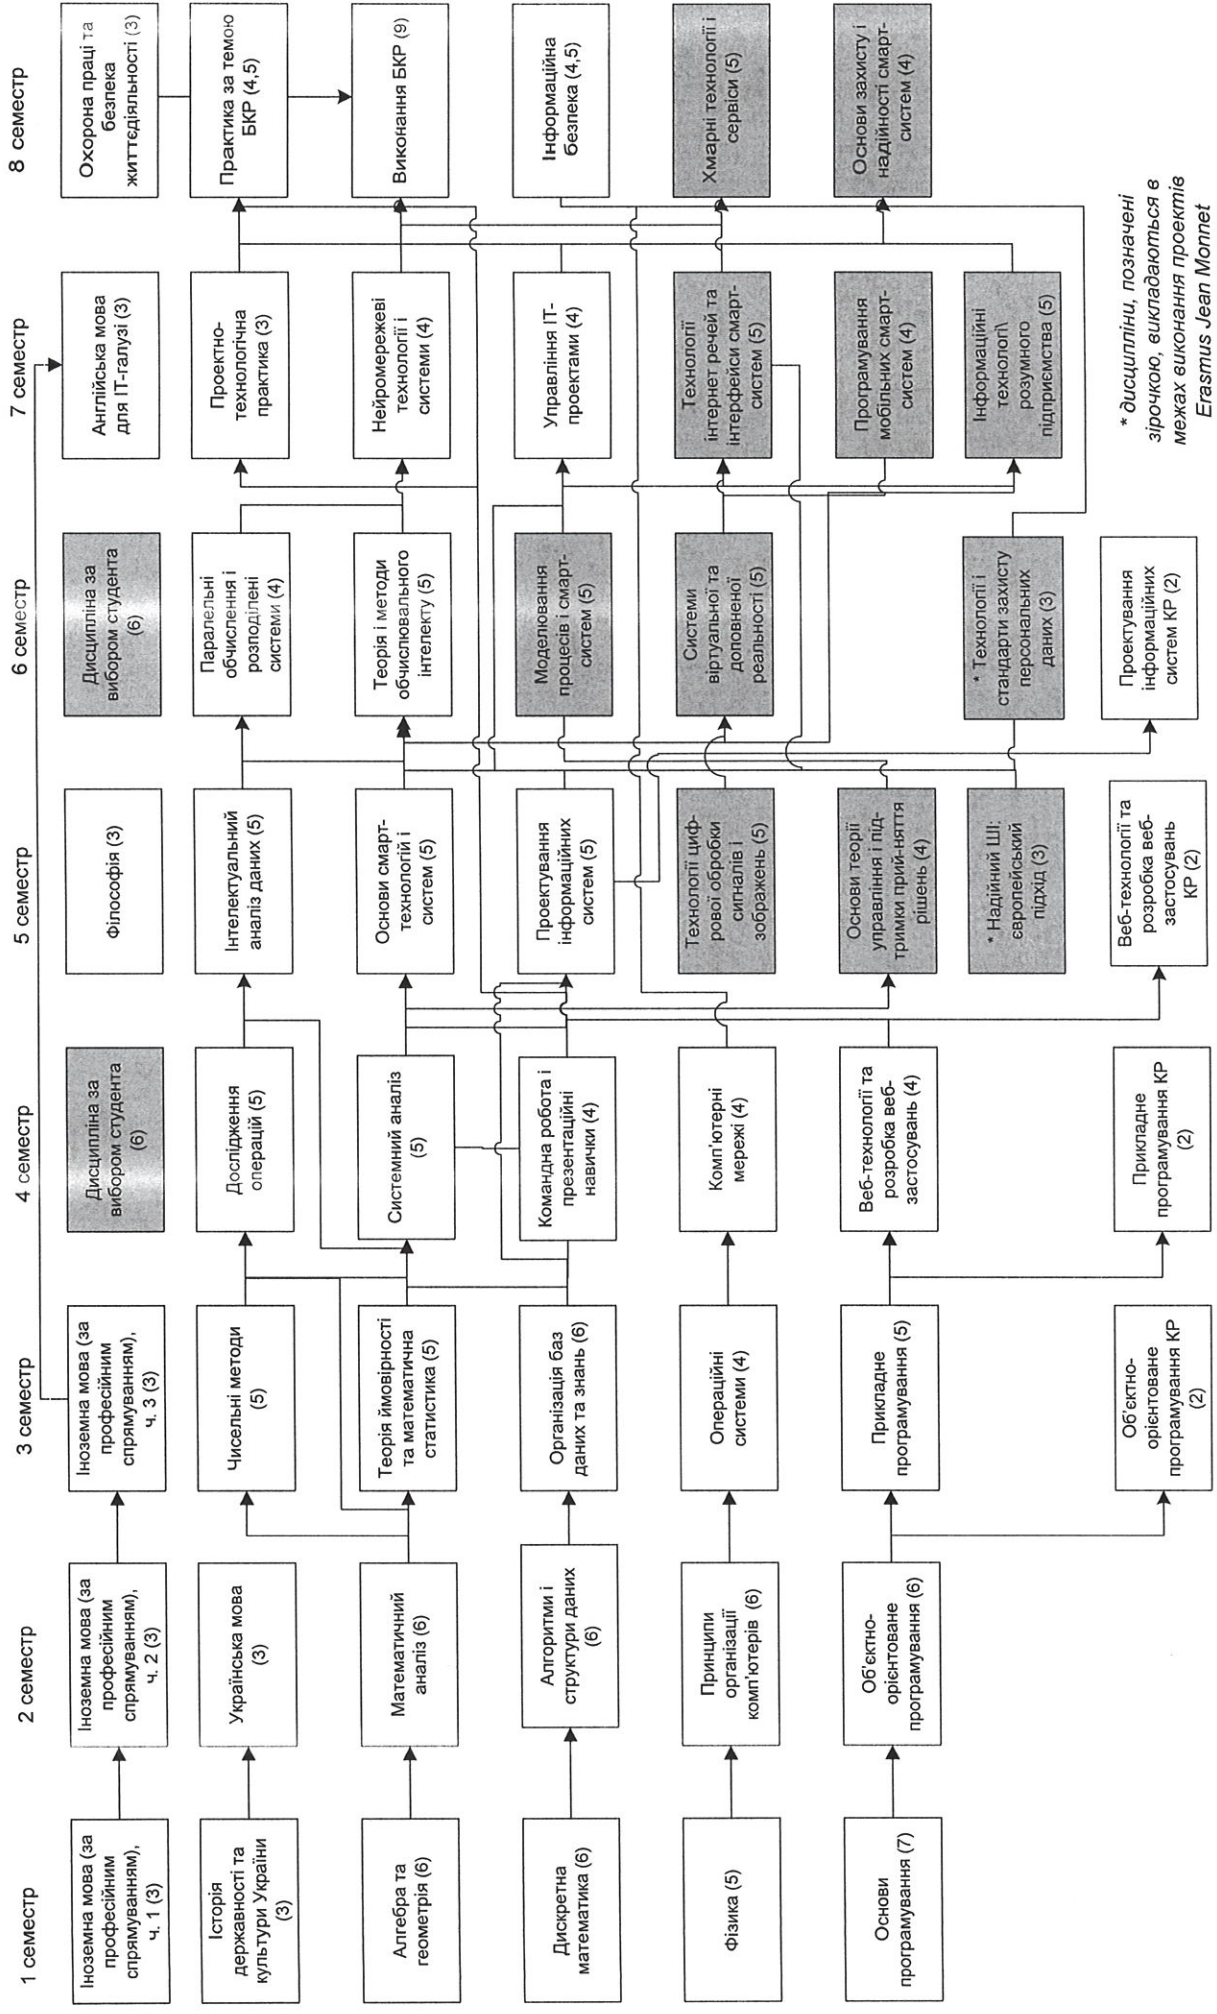 1 семестр
Іноземна мова (за
професійним
спрямуванням),
ч. 1 (3)
Історія
державності та
культури України
(3)
Алгебра та
геометрія (6)
Дискретна
математика (6)
Фізика (5)
Основи
програмування (7)
2 семестр
Іноземна мова (за
професійним
спрямуванням),
ч. 2 (3)
Українська мова
(3)
Математичний
аналіз (6)
Алгоритми і
структури даних
(6)
Принципи
організації
комп'ютерів (6)
Об'єктно-
орієнтоване
програмування (6)
3 семестр
Іноземна мова (за
професійним
спрямуванням),
ч. 3 (3)
Чисельні методи
(5)
Теорія ймовірності
та математична
статистика (5)
Організація баз
даних та знань (6)
Операційні
системи (4)
Прикладне
програмування (5)
Об'єктно-
орієнтоване
програмування КР
(2)
4 семестр
Дисципліна за
вибором студента
(6)
Дослідження
операцій (5)
Системний аналіз
(5)
Командна робота і
презентаційні
навички (4)
Комп'ютерні
мережі (4)
Веб-технології та
розробка веб-
застосувань (4)
Прикладне
програмування КР
(2)
5 семестр
Філософія (3)
Інтелектуальний
аналіз даних (5)
Основи смарт-
технологій і
систем (5)
Проектування
інформаційних
систем (5)
Технології циф-
рової обробки
сигналів і
зображень (5)
Основи теорії
управління і під-
тримки прий-няття
рішень (4)
* Надійний ШІ:
європейський
підхід (3)
Веб-технології та
розробка веб-
застосувань
КР (2)
6 семестр
Дисципліна за
вибором студента
(6)
Паралельні
обчислення і
розподілені
системи (4)
Теорія і методи
обчислювального
інтелекту (5)
Моделювання
процесів і смарт-
систем (5)
Системи
віртуальної та
доповненої
реальності (5)
* Технології і
стандарти захисту
персональних
даних (3)
Проектування
інформаційних
систем КР (2)
7 семестр
Англійська мова
для ІТ-галузі (3)
Проектно-
технологічна
практика (3)
Нейромережеві
технології і
системи (4)
Управління ІТ-
проектами (4)
Технології
інтернет речей та
інтерфейси смарт-
систем (5)
Програмування
мобільних смарт-
систем (4)
Інформаційні
технології\
розумного
підприємства (5)
8 семестр
Охорона праці та
безпека
життєдіяльності (3)
Практика за темою
БКР (4,5)
Виконання БКР (9)
Інформаційна
безпека (4,5)
Хмарні технології і
сервіси (5)
Основи захисту і
надійності смарт-
систем (4)
* дисципліни, позначені
зірочкою, викладаються в
межах виконання проектів
Erasmus Jean Monnet